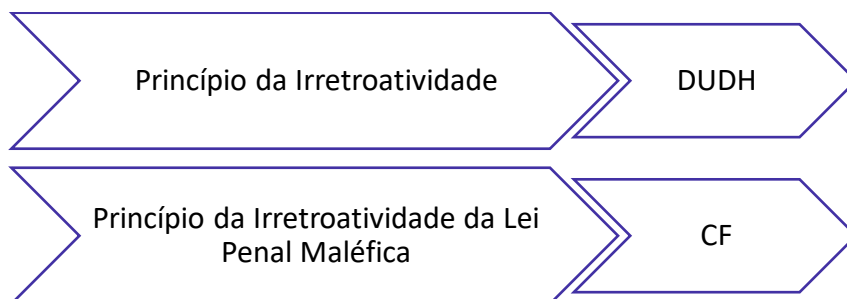 Princípio da Irretroatividade
DUDH
Princípio da Irretroatividade da Lei
Penal Maléfica
CF